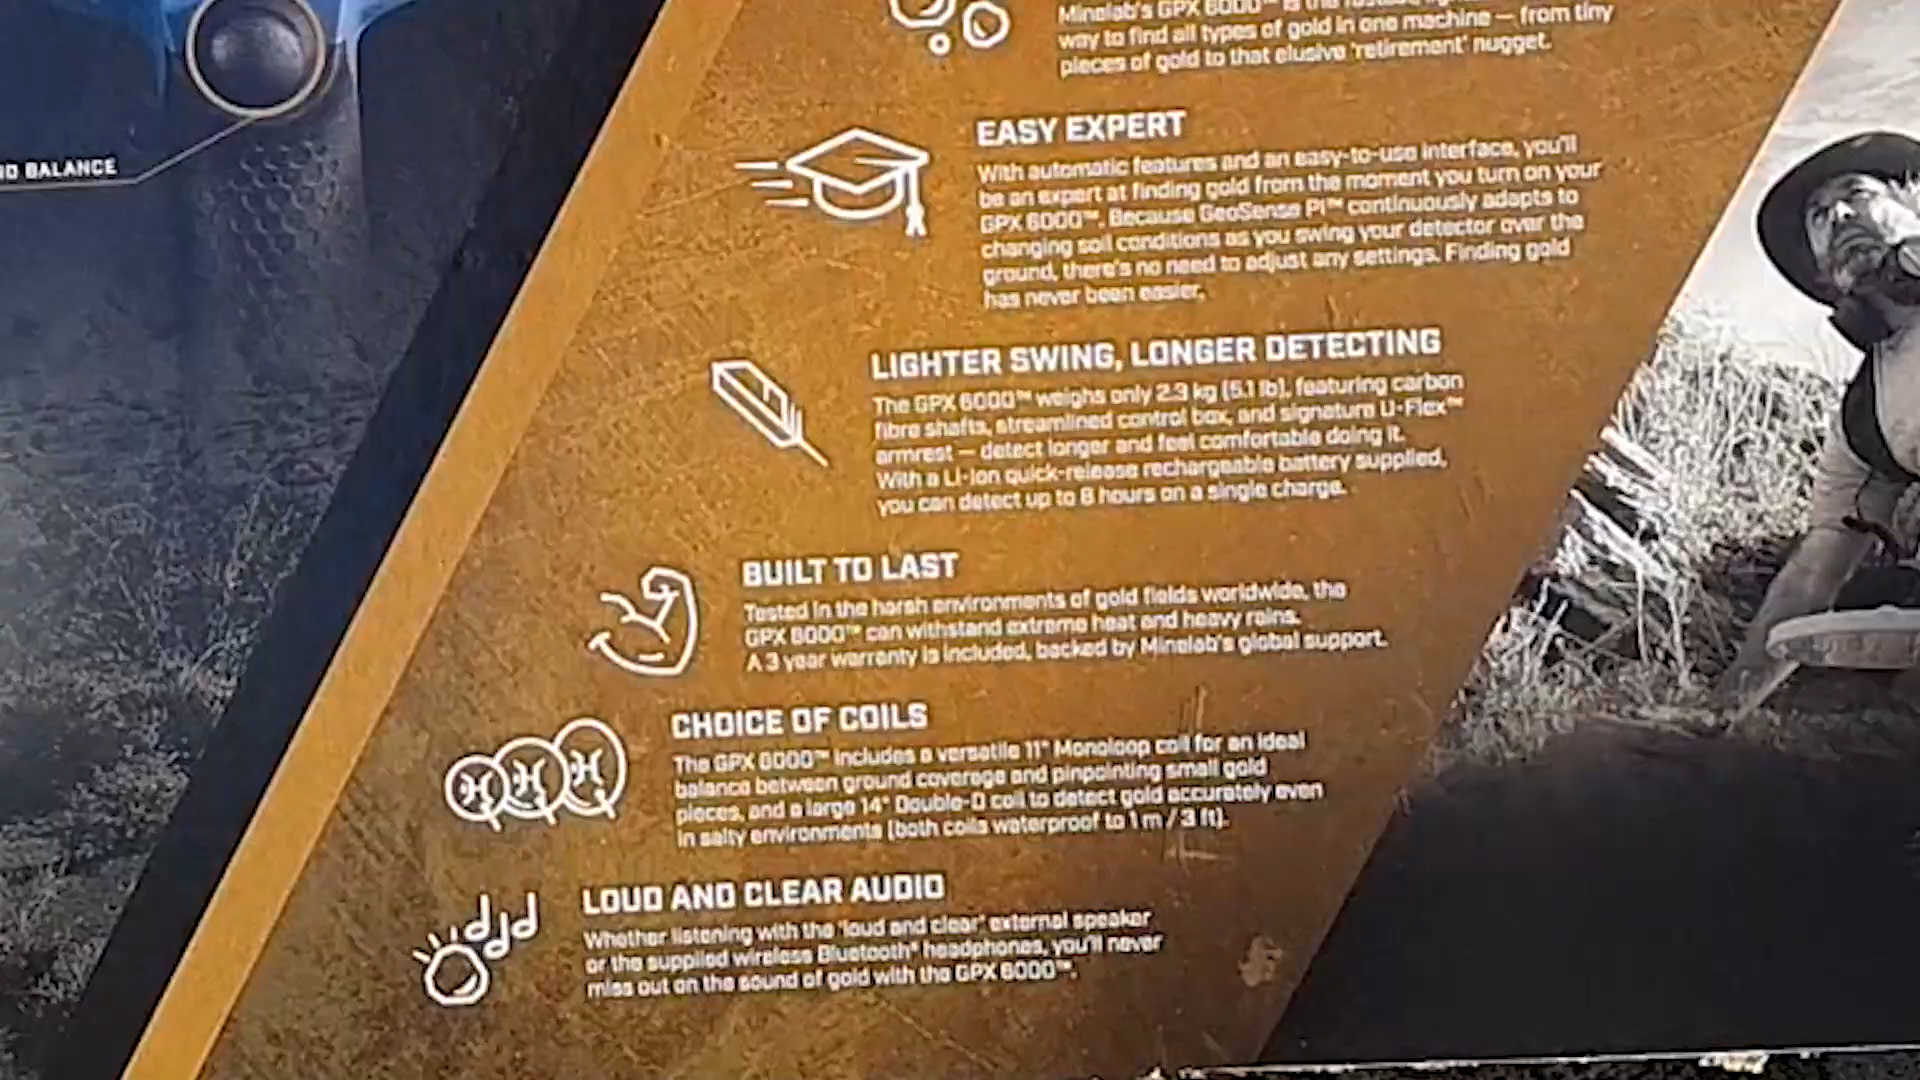 Minelab's GPX 6000™ is the
way to find all types of gold in one machine — from tiny
pieces of gold to that elusive 'retirement' nugget.
EASY EXPERT
With automatic features and an easy-to-use interface, you'll
be an expert at finding gold from the moment you turn on your
GPX 6000™. Because GeoSense PI™ continuously adapts to
changing soil conditions as you swing your detector over the
ground, there's no need to adjust any settings. Finding gold
has never been easier.
BALANCE
LIGHTER SWING, LONGER DETECTING
The GPX 6000™ weighs only 2.3 kg (5.1 lb), featuring carbon
fibre shafts, streamlined control box, and signature U-Flex™
armrest — detect longer and feel comfortable doing it.
With a Li-Ion quick-release rechargeable battery supplied,
you can detect up to 8 hours on a single charge.
BUILT TO LAST
Tested in the harsh environments of gold fields worldwide, the
GPX 6000™ can withstand extreme heat and heavy rains.
A 3 year warranty is included, backed by Minelab's global support.
CHOICE OF COILS
The GPX 6000™ includes a versatile 11" Monoloop coil for an ideal
balance between ground coverage and pinpointing small gold
pieces, and a large 14" Double-D coil to detect gold accurately even
in salty environments (both coils waterproof to 1 m / 3 ft).
LOUD AND CLEAR AUDIO
Whether listening with the 'loud and clear' external speaker
or the supplied wireless Bluetooth® headphones, you'll never
miss out on the sound of gold with the GPX 6000™.